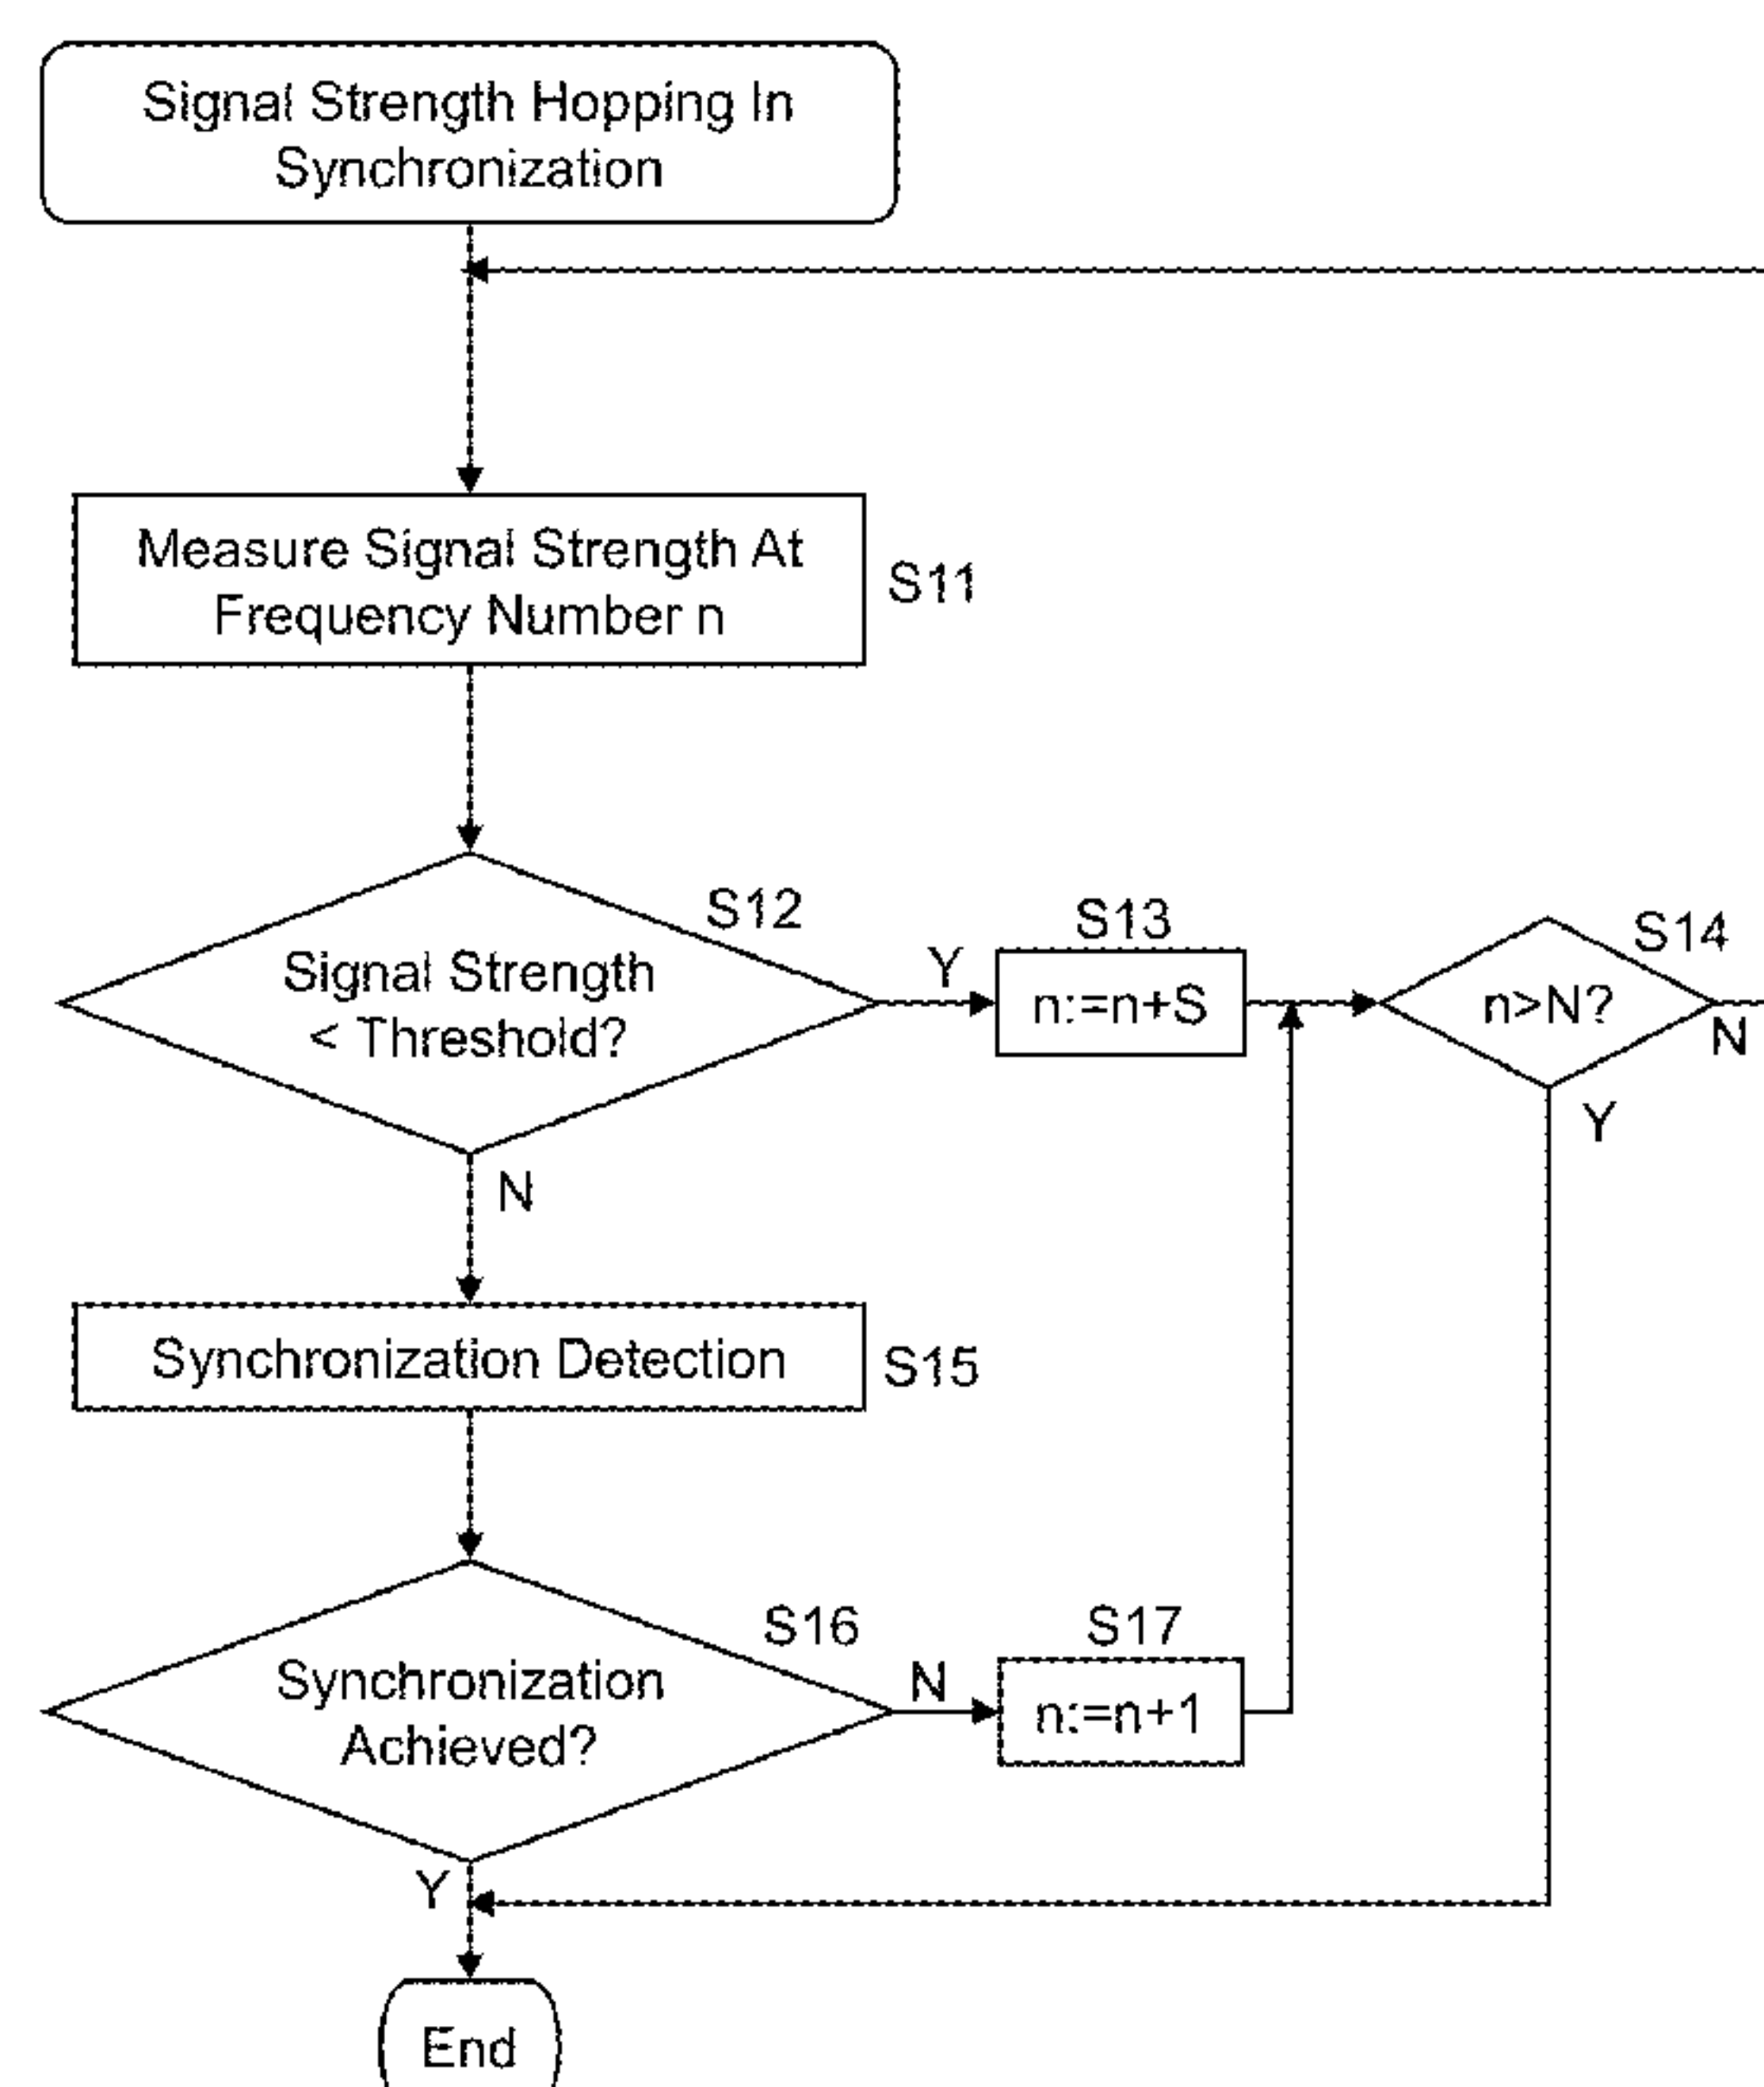 Signal Strength Hopping In
Synchronization
Measure Signal Strength At
Frequency Number n
S11
S12
Signal Strength
< Threshold?
Y
S13
n:=n+S
S14
n>N?
N
Y
N
Synchronization Detection
S15
S16
Synchronization
Achieved?
N
S17
n:=n+1
Y
End